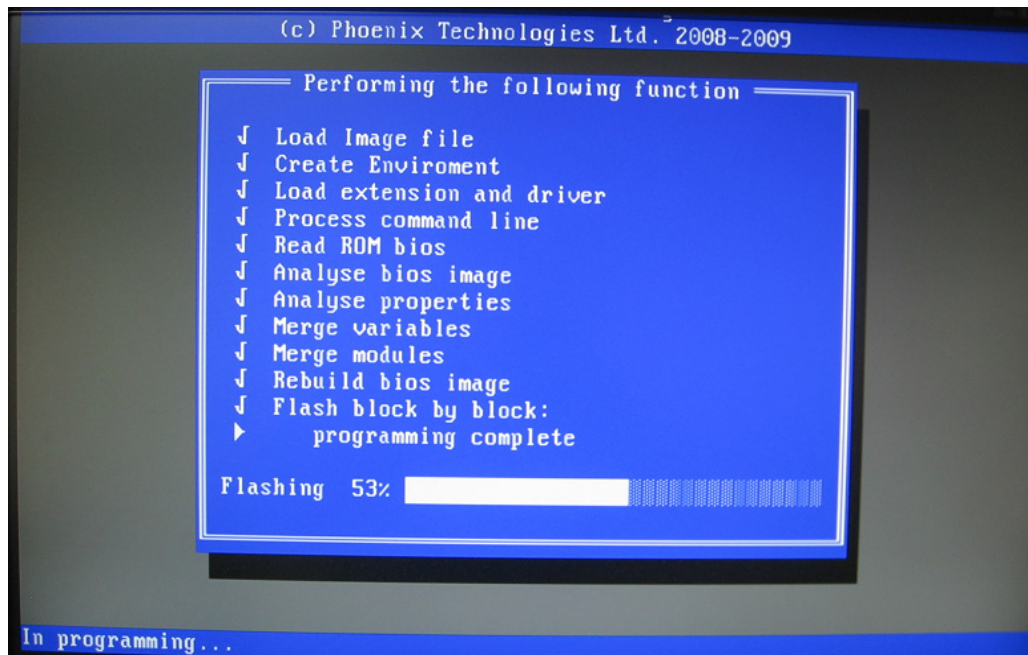 (c) Phoenix Technologies Ltd. 2008-2009
Performing the following function
√ Load Image file
√ Create Enviroment
√ Load extension and driver
√ Process command line
√ Read ROM bios
√ Analyse bios image
√ Analyse properties
√ Merge variables
√ Merge modules
√ Rebuild bios image
√ Flash block by block:
programming complete
Flashing 53%
In programming...